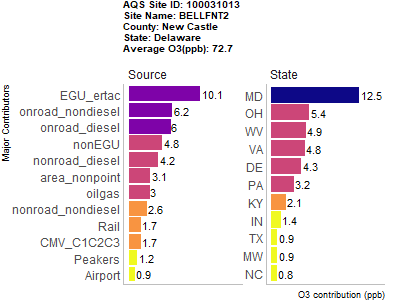 AQS Site ID: 100031013
Site Name: BELLFNT2
County: New Castle
State: Delaware
Average O3(ppb): 72.7
Major Contributors
Source
EGU_ertac 10.1
onroad_nondiesel 6.2
onroad_diesel 6
nonEGU 4.8
nonroad_diesel 4.2
area_nonpoint 3.1
oilgas 3
nonroad_nondiesel 2.6
Rail 1.7
CMV_C1C2C3 1.7
Peakers 1.2
Airport 0.9
State
MD 12.5
OH 5.4
WV 4.9
VA 4.8
DE 4.3
PA 3.2
KY 2.1
IN 1.4
TX 0.9
MW 0.9
NC 0.8
O3 contribution (ppb)